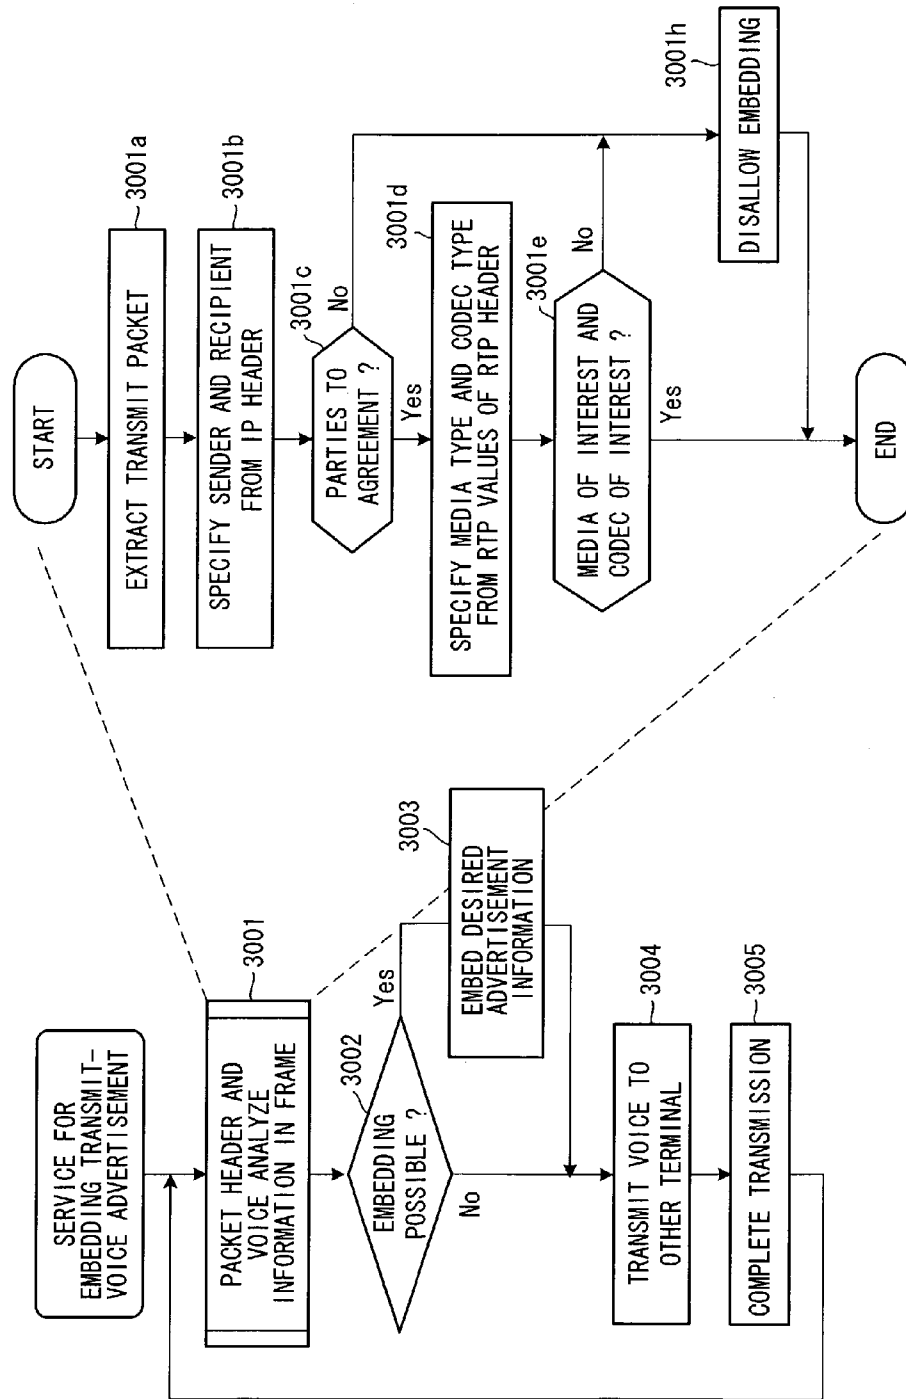 SERVICE FOR
EMBEDDING TRANSMIT-
VOICE ADVERTISEMENT
3001
PACKET HEADER AND
VOICE ANALYZE
INFORMATION IN FRAME
3002
EMBEDDING
POSSIBLE ?
Yes
No
3003
EMBED DESIRED
ADVERTISEMENT
INFORMATION
3004
TRANSMIT VOICE TO
OTHER TERMINAL
3005
COMPLETE TRANSMISSION
START
3001a
EXTRACT TRANSMIT PACKET
3001b
SPECIFY SENDER AND RECIPIENT
FROM IP HEADER
3001c
PARTIES TO
AGREEMENT ?
No
Yes
3001d
SPECIFY MEDIA TYPE AND CODEC TYPE
FROM RTP VALUES OF RTP HEADER
3001e
MEDIA OF INTEREST AND
CODEC OF INTEREST ?
No
Yes
3001h
DISALLOW EMBEDDING
END